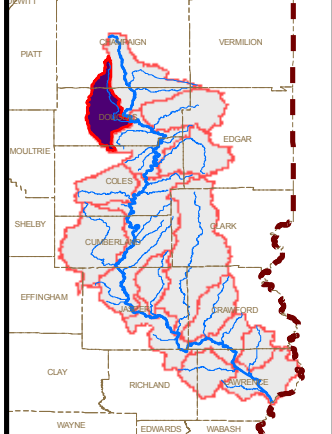 DEWITT
CHAMPAIGN
VERMILION
PIATT
DOUGLAS
EDGAR
MOULTRIE
COLES
SHELBY
CLARK
CUMBERLAND
EFFINGHAM
JASPER
CRAWFORD
CLAY
RICHLAND
LAWRENCE
WAYNE
EDWARDS
WABASH